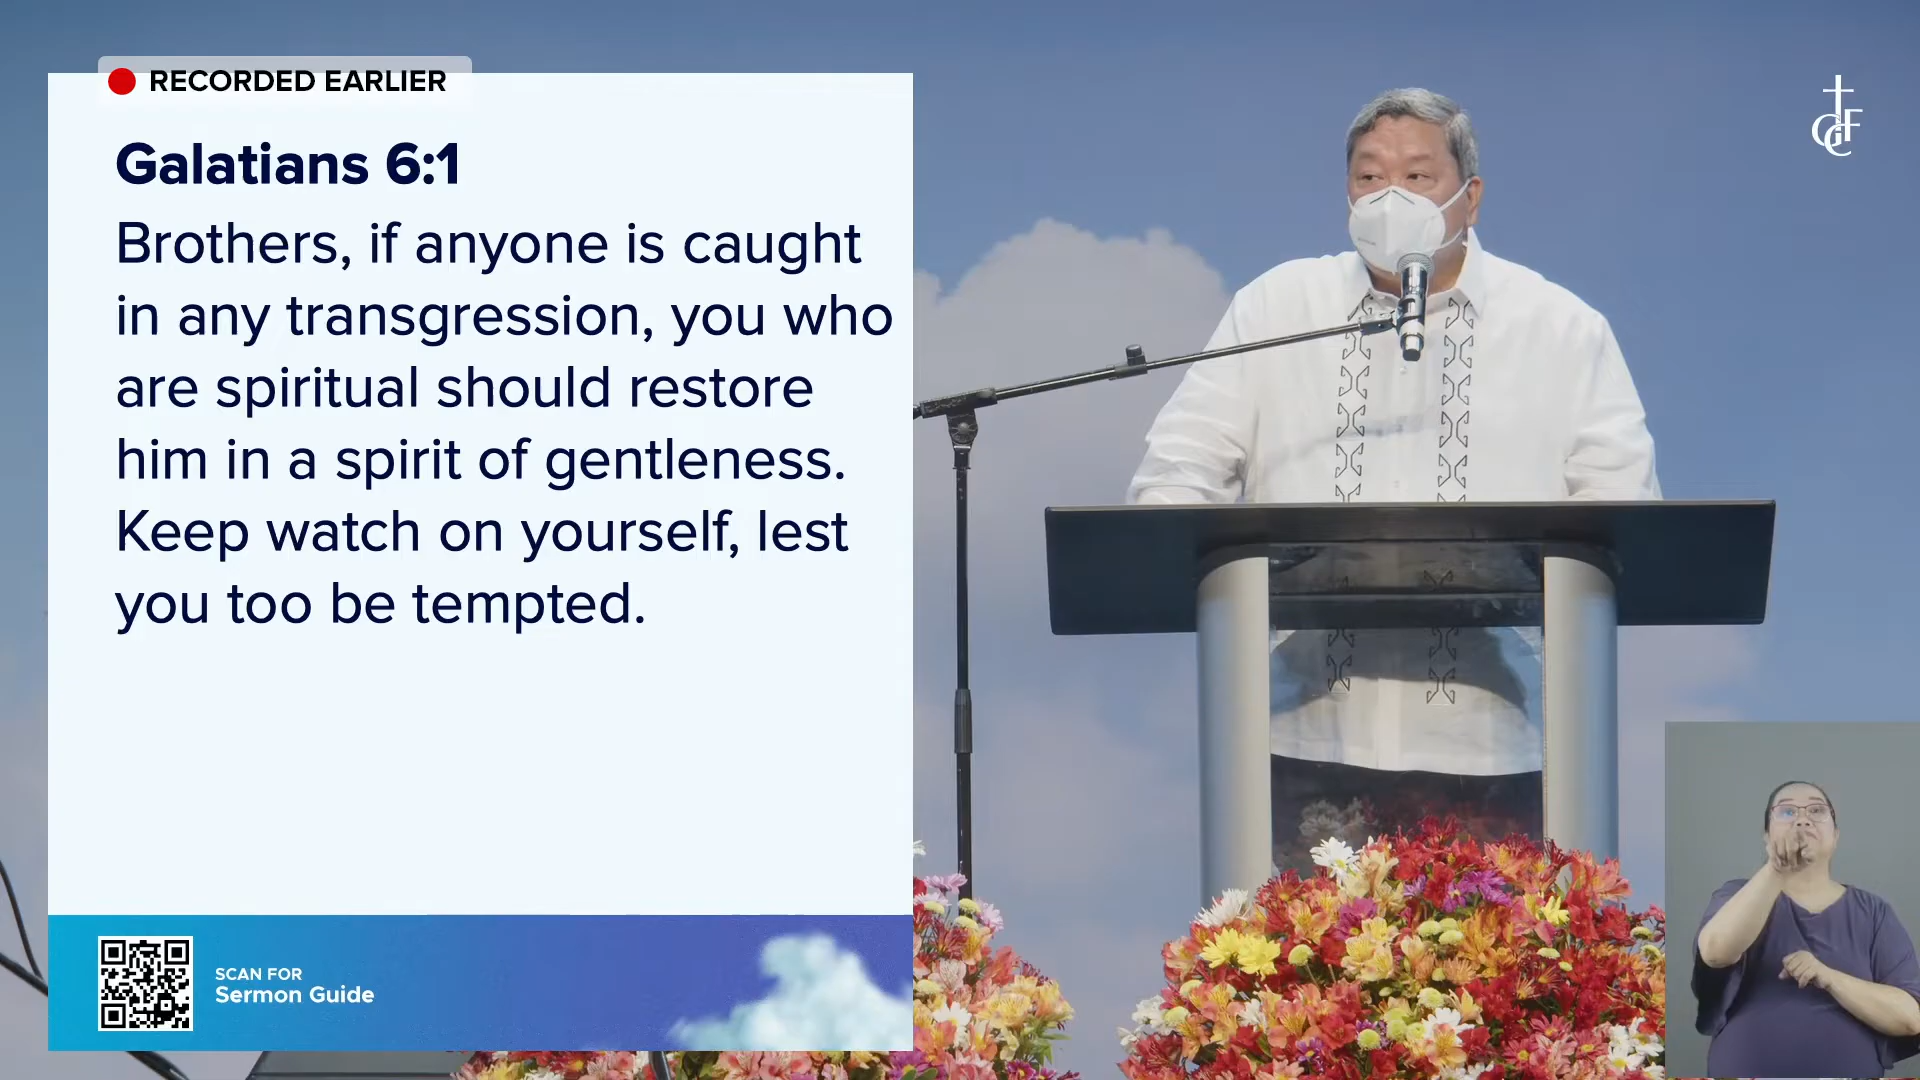 RECORDED EARLIER
Galatians 6:1
Brothers, if anyone is caught
in any transgression, you who
are spiritual should restore
him in a spirit of gentleness.
Keep watch on yourself, lest
you too be tempted.
SCAN FOR
Sermon Guide
GCF